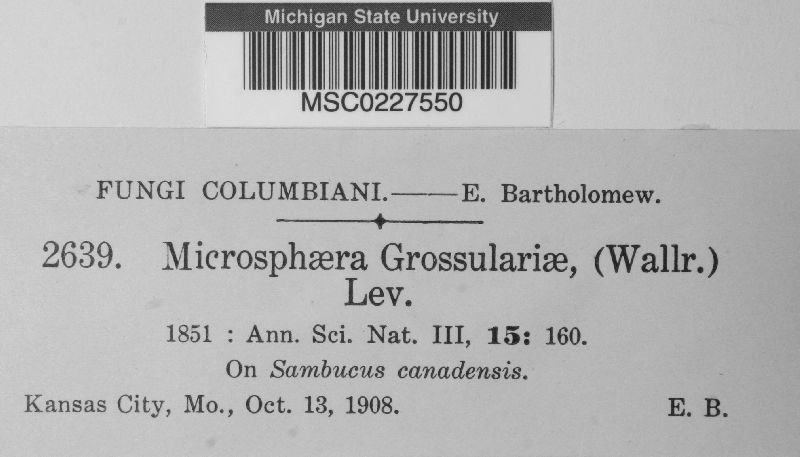 Michigan State University
MSC0227550
FUNGI COLUMBIANI.——E. Bartholomew.
2639. Microsphæra Grossulariæ, (Wallr.)
Lev.
1851 : Ann. Sci. Nat. III, 15: 160.
On Sambucus canadensis.
Kansas City, Mo., Oct. 13, 1908. E. B.